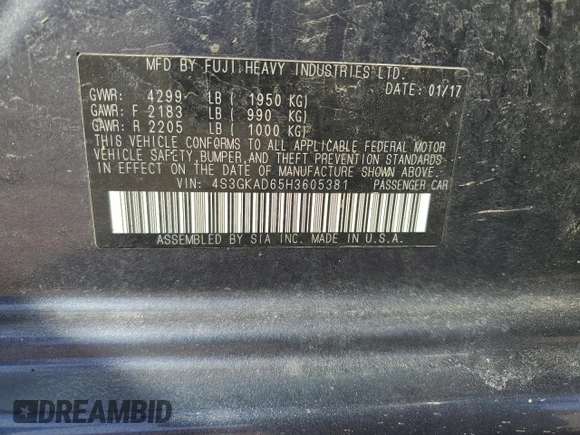 MFD BY FUJI HEAVY INDUSTRIES LTD.
DATE: 01/17
GVWR: 4299 LB ( 1950 KG)
GAWR: F 2183 LB ( 990 KG)
GAWR: R 2205 LB ( 1000 KG)
THIS VEHICLE CONFORMS TO ALL APPLICABLE FEDERAL MOTOR
VEHICLE SAFETY, BUMPER, AND THEFT PREVENTION STANDARDS
IN EFFECT ON THE DATE OF MANUFACTURE SHOWN ABOVE.
VIN: 4S3GKAD65H3605381 PASSENGER CAR
ASSEMBLED BY SIA INC. MADE IN U.S.A.
DREAMBID